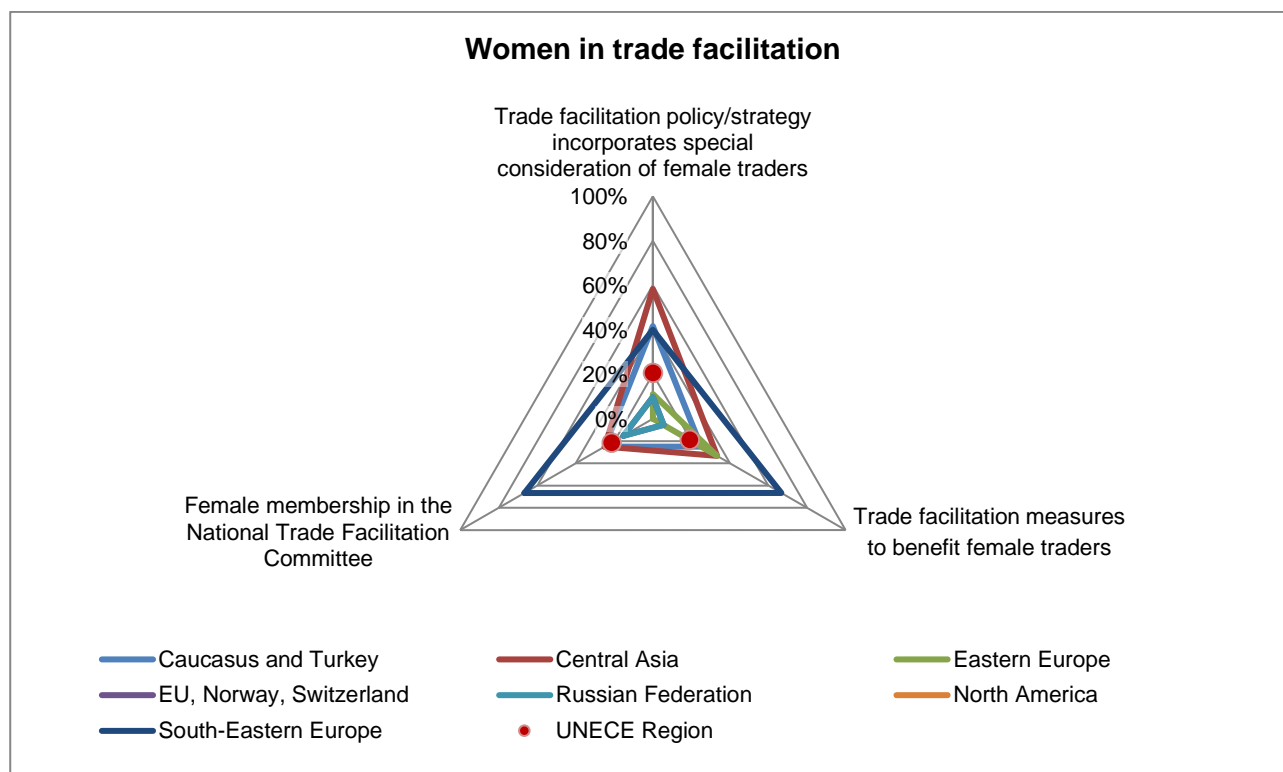 Women in trade facilitation
Trade facilitation policy/strategy
incorporates special
consideration of female traders
100%
80%
60%
40%
20%
0%
Female membership in the
National Trade Facilitation
Committee
Trade facilitation measures
to benefit female traders
Caucasus and Turkey
Central Asia
Eastern Europe
EU, Norway, Switzerland
Russian Federation
North America
South-Eastern Europe
UNECE Region